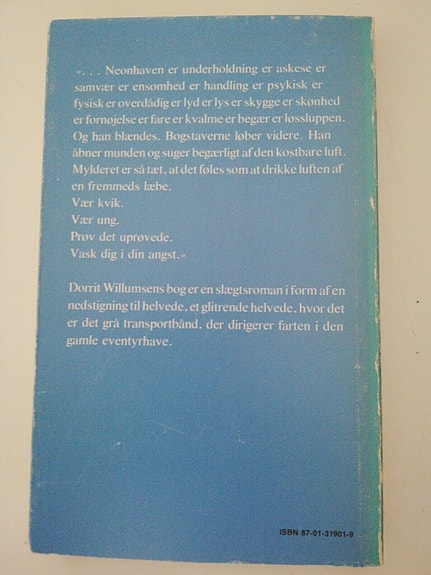 «. . . Neonhaven er underholdning er askese er
samvær er ensomhed er handling er psykisk er
fysisk er overdådig er lyd er lys er skygge er skønhed
er fornøjelse er fare er kvalme er begær er løssluppen.
Og han blændes. Bogstaverne løber videre. Han
åbner munden og suger begærligt af den kostbare luft.
Mylderet er så tæt, at det føles som at drikke luften af
en fremmeds læbe.
Vær kvik.
Vær ung.
Prøv det uprøvede.
Vask dig i din angst.»
Dorrit Willumsens bog er en slægtsroman i form af en
nedstigning til helvede, et glitrende helvede, hvor det
er det grå transportbånd, der dirigerer farten i den
gamle eventyrhave.
ISBN 87-01-31961-9